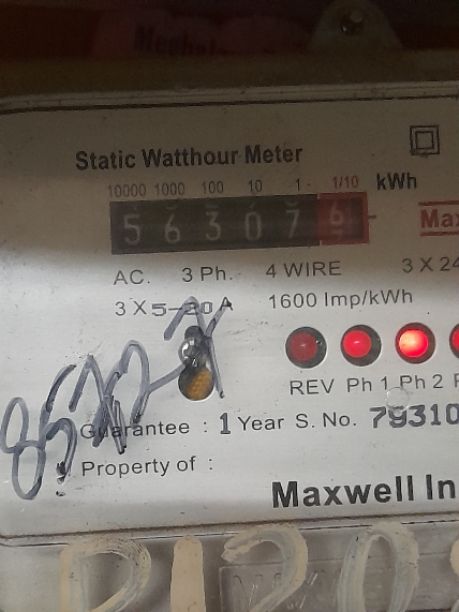 Static Watthour Meter
10000 1000 100 10 1 1/10 kWh
5 6 3 0 7 6
Max
AC. 3 Ph. 4 WIRE 3 X 24
3 X 5-20 A 1600 Imp/kWh
REV Ph 1 Ph 2 P
Guarantee : 1 Year S. No. 79310
Property of :
Maxwell In